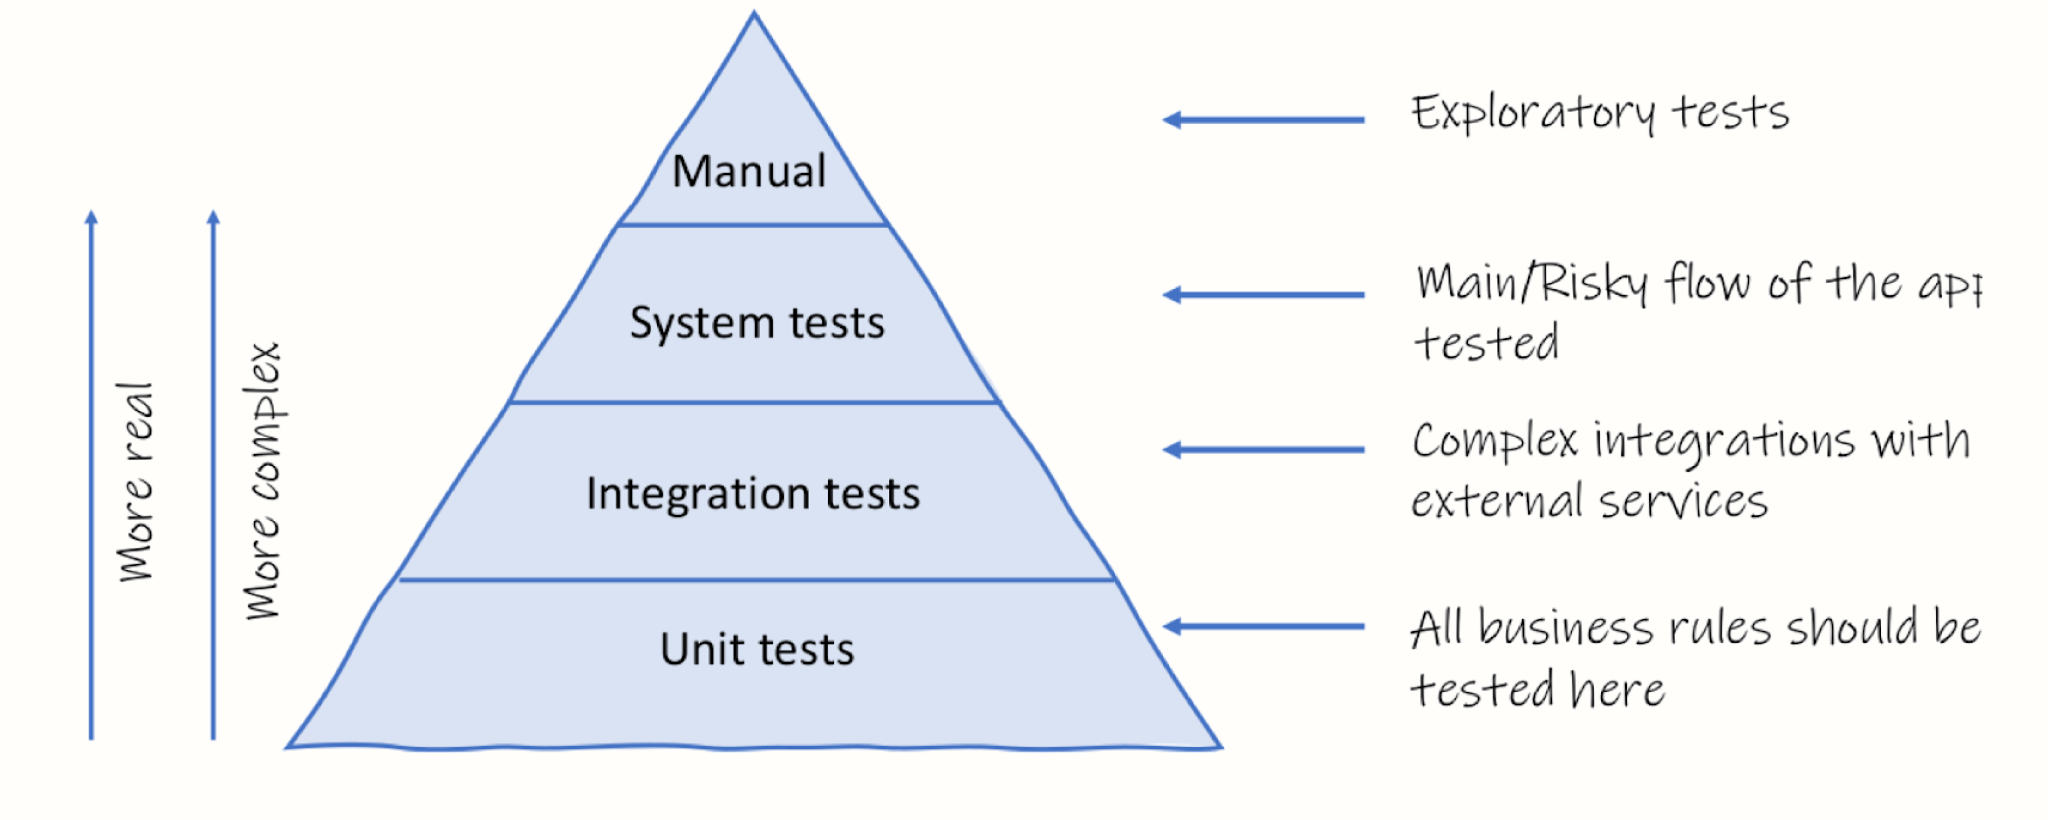 Manual
System tests
Integration tests
Unit tests
More real
More complex
Exploratory tests
Main/Risky flow of the
tested
Complex integrations with
external services
All business rules should be
tested here